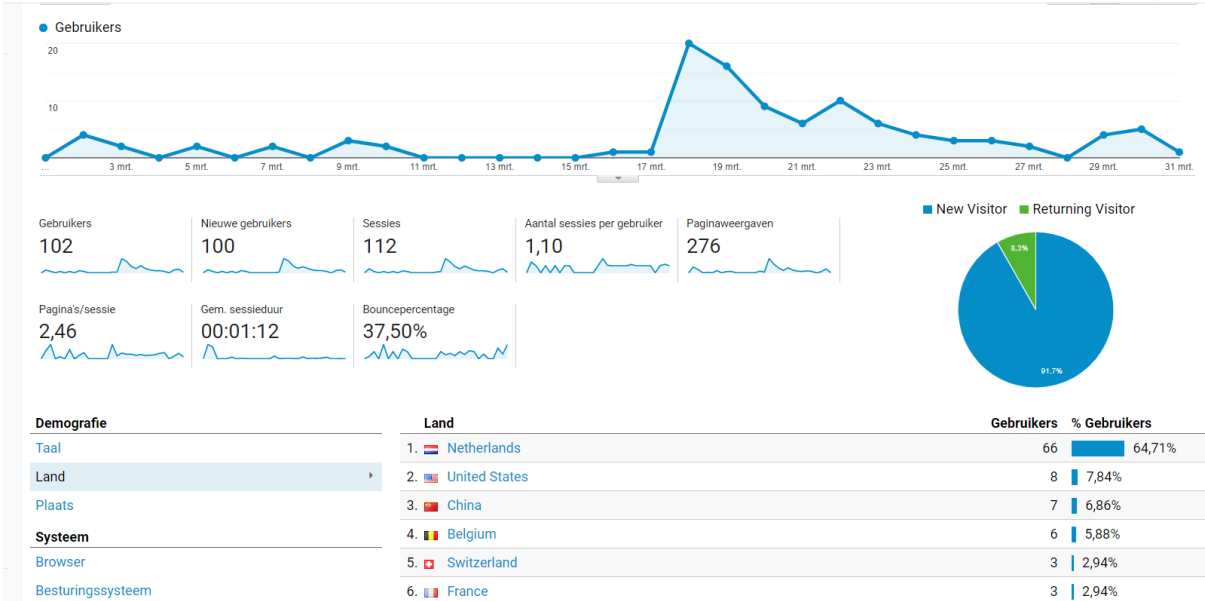 Gebruikers
20
10
... 3 mrt. 5 mrt. 7 mrt. 9 mrt. 11 mrt. 13 mrt. 15 mrt. 17 mrt. 19 mrt. 21 mrt. 23 mrt. 25 mrt. 27 mrt. 29 mrt. 31 mrt.
Gebruikers
102
Nieuwe gebruikers
100
Sessies
112
Aantal sessies per gebruiker
1,10
Paginaweergaven
276
Pagina's/sessie
2,46
Gem. sessieduur
00:01:12
Bouncepercentage
37,50%
New Visitor Returning Visitor
8,3%
91,7%
Demografie
Taal
Land
Plaats
Systeem
Browser
Besturingssysteem
Land Gebruikers % Gebruikers
1. Netherlands 66 64,71%
2. United States 8 7,84%
3. China 7 6,86%
4. Belgium 6 5,88%
5. Switzerland 3 2,94%
6. France 3 2,94%